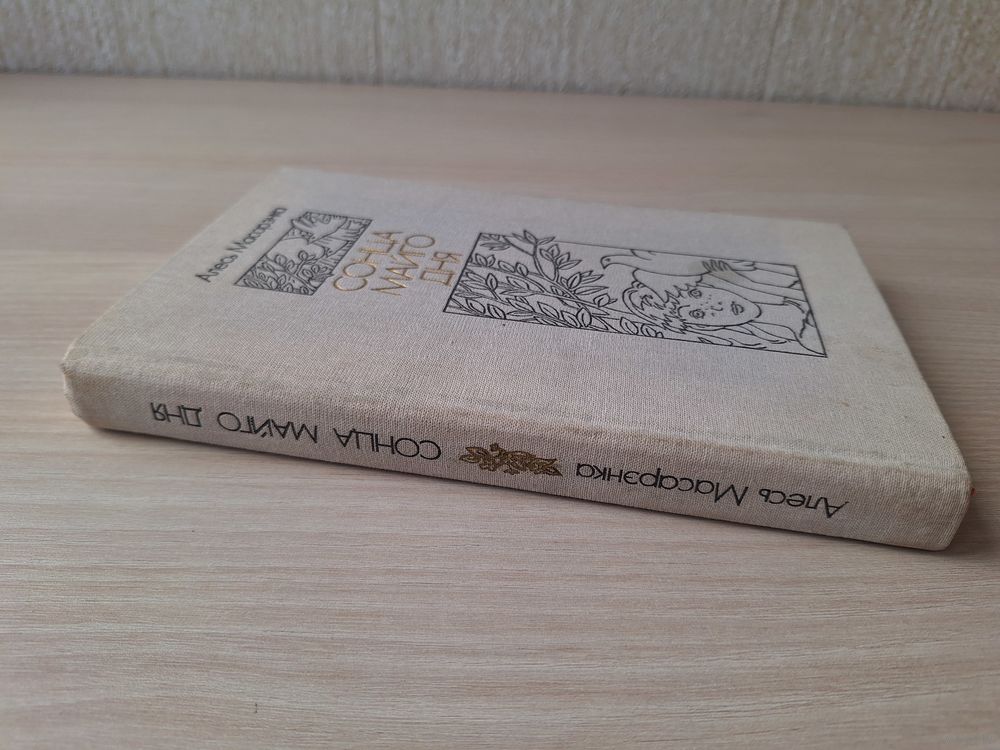 Алесь Масарэнка
СОНЦА
МАЙГО
ДНЯ
Алесь Масарэнка СОНЦА МАЙГО ДНЯ